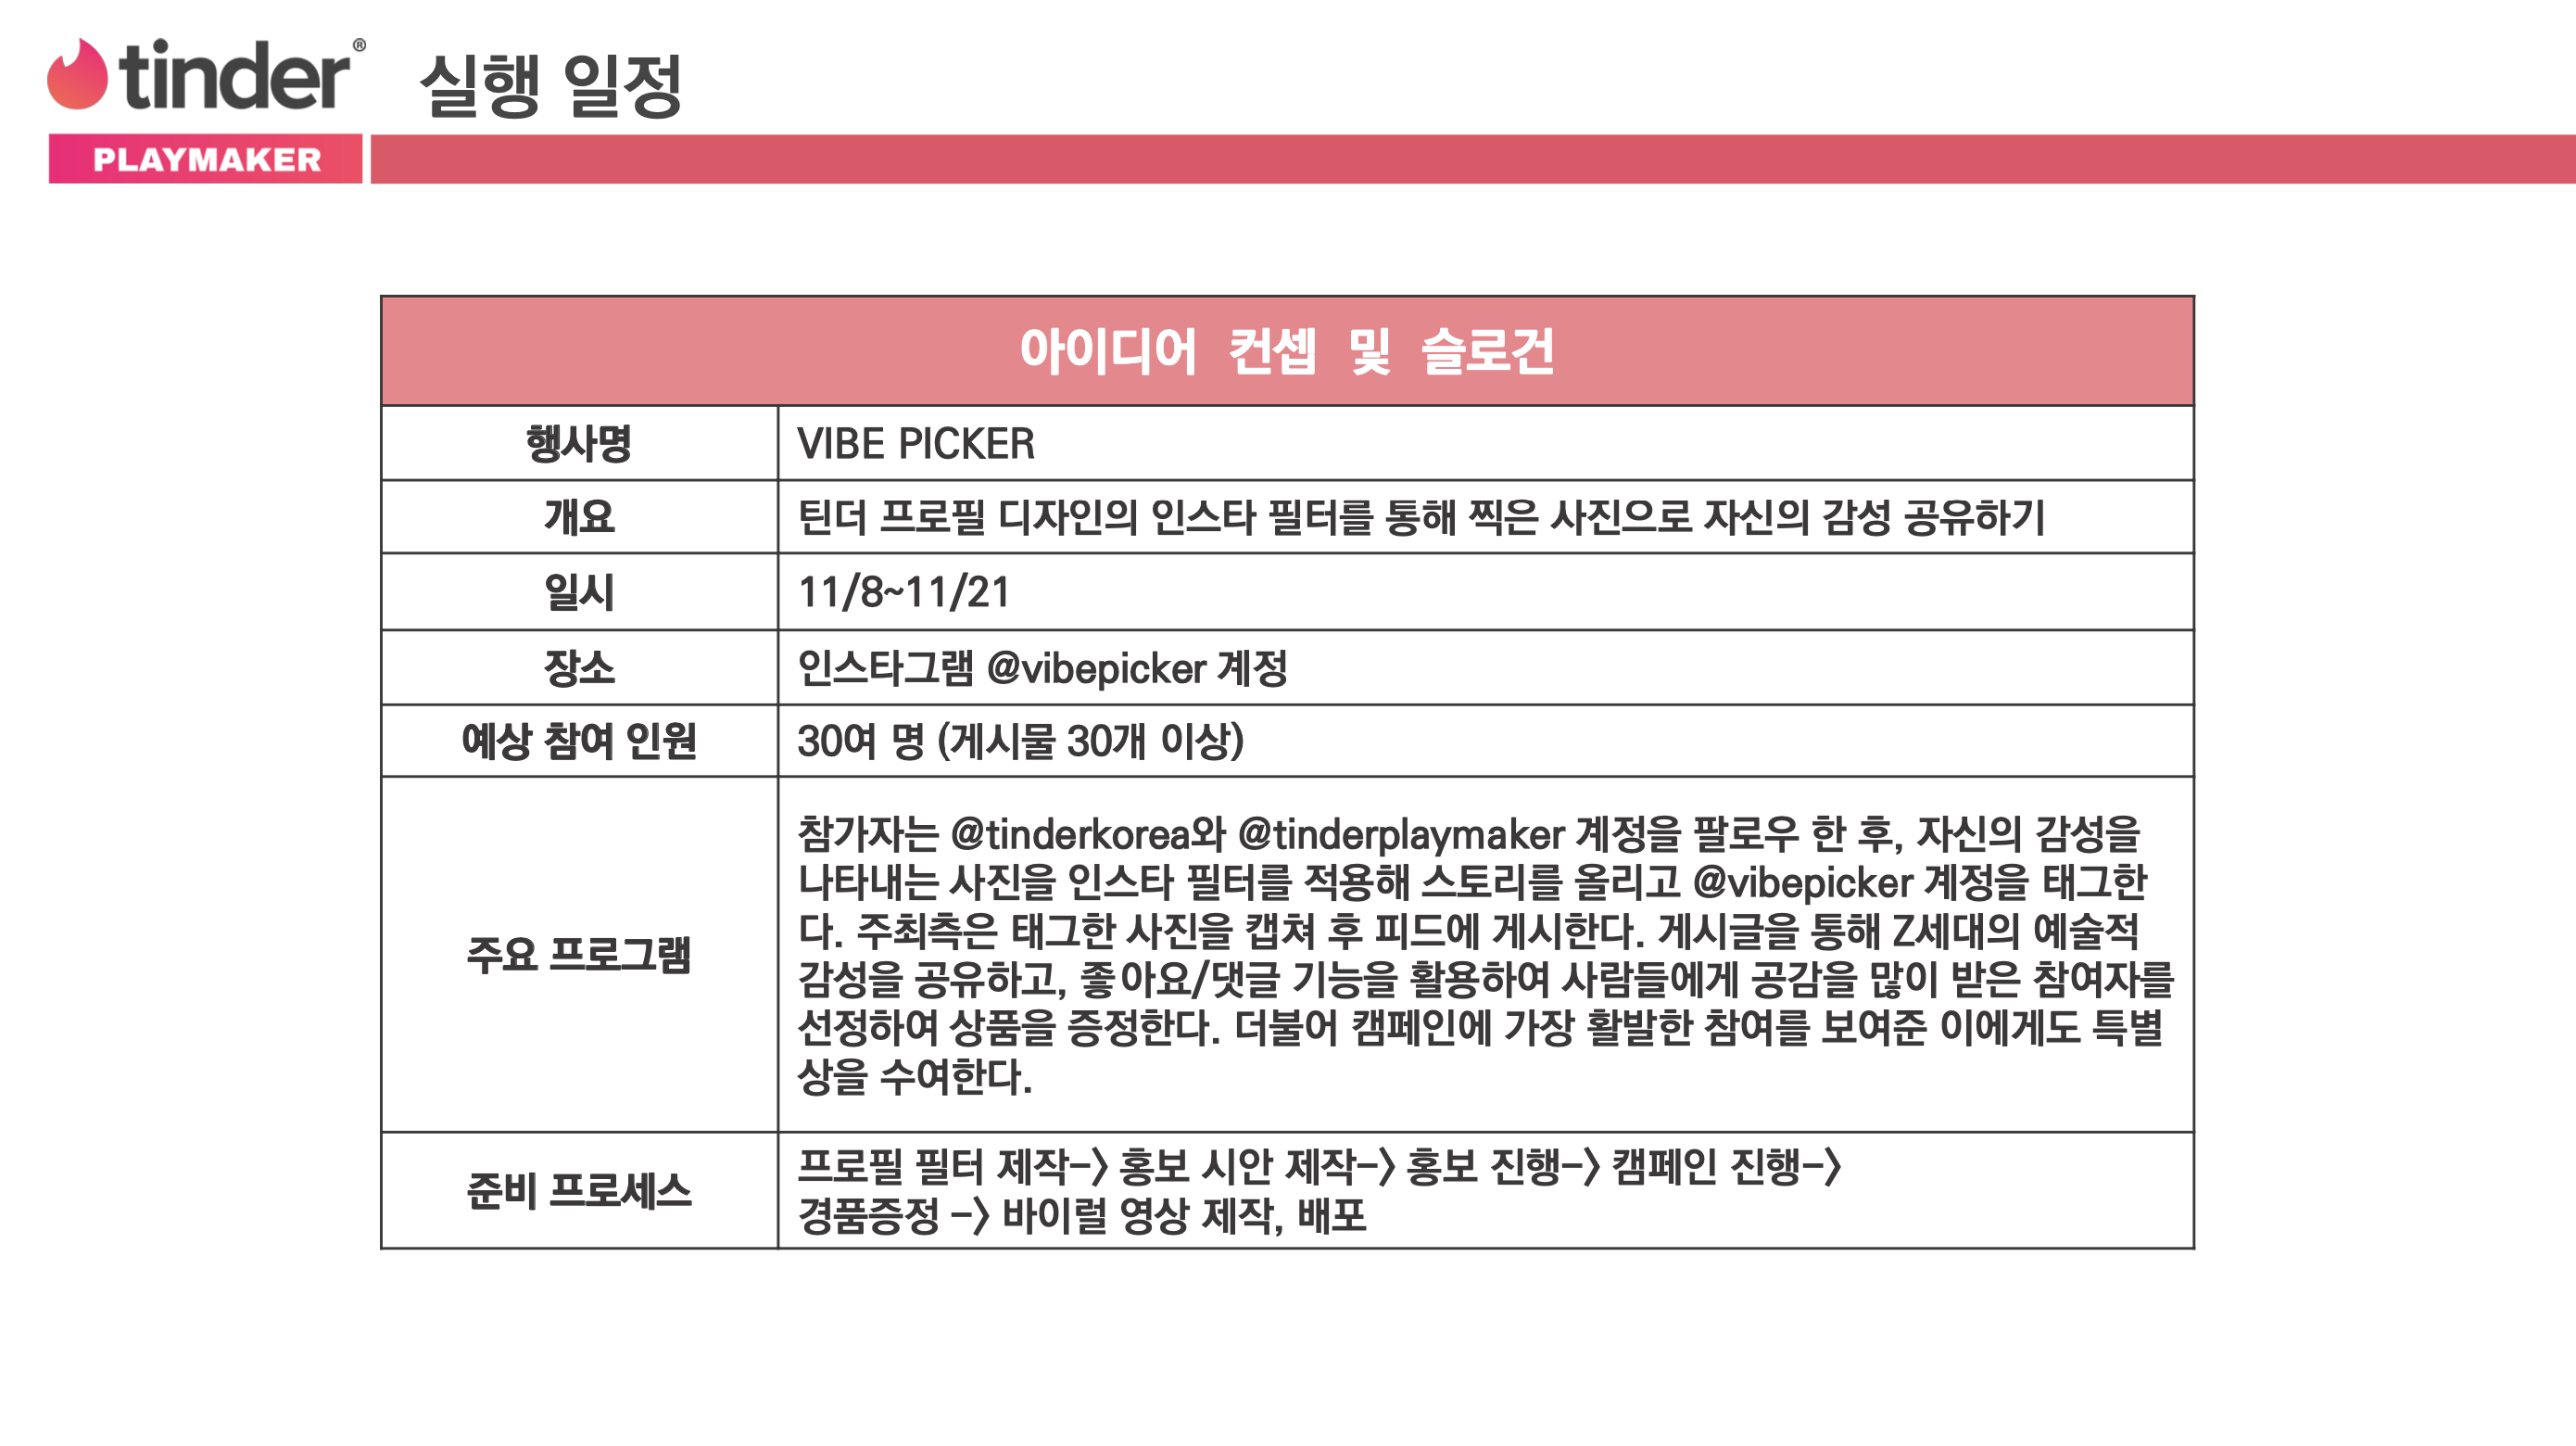 tinder® 실행 일정
PLAYMAKER
아이디어 컨셉 및 슬로건
행사명 VIBE PICKER
개요 틴더 프로필 디자인의 인스타 필터를 통해 찍은 사진으로 자신의 감성 공유하기
일시 11/8~11/21
장소 인스타그램 @vibepicker 계정
예상 참여 인원 30여 명 (게시물 30개 이상)
주요 프로그램
참가자는 @tinderkorea와 @tinderplaymaker 계정을 팔로우 한 후, 자신의 감성을
나타내는 사진을 인스타 필터를 적용해 스토리를 올리고 @vibepicker 계정을 태그한
다. 주최측은 태그한 사진을 캡쳐 후 피드에 게시한다. 게시글을 통해 Z세대의 예술적
감성을 공유하고, 좋아요/댓글 기능을 활용하여 사람들에게 공감을 많이 받은 참여자를
선정하여 상품을 증정한다. 더불어 캠페인에 가장 활발한 참여를 보여준 이에게도 특별
상을 수여한다.
준비 프로세스
프로필 필터 제작-> 홍보 시안 제작-> 홍보 진행-> 캠페인 진행->
경품증정 -> 바이럴 영상 제작, 배포